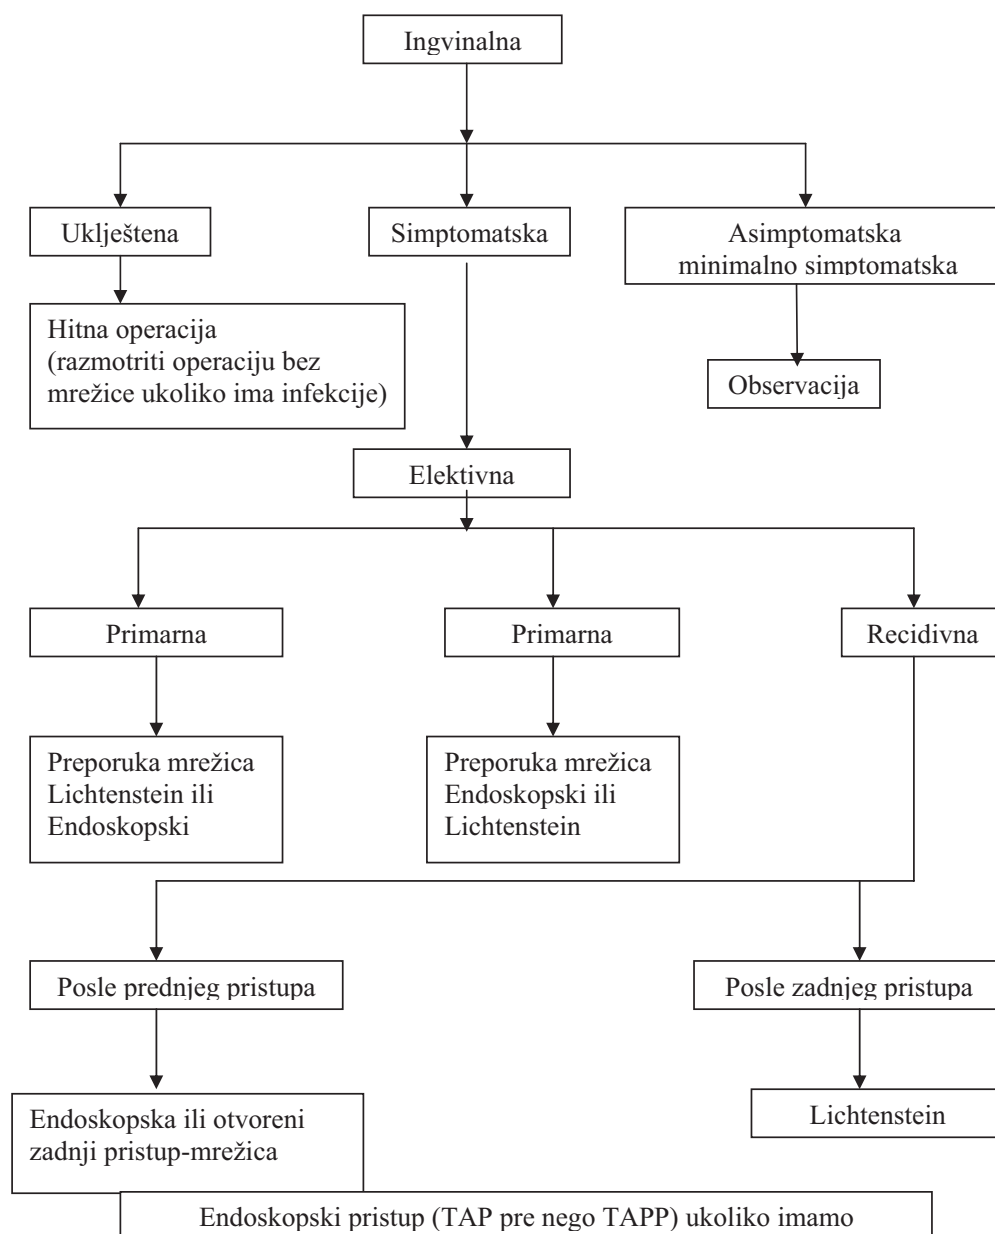 Ingvinalna
Uklještena
Simptomatska
Asimptomatska
minimalno simptomatska
Hitna operacija
(razmotriti operaciju bez
mrežice ukoliko ima infekcije)
Observacija
Elektivna
Primarna
Primarna
Recidivna
Preporuka mrežica
Lichtenstein ili
Endoskopski
Preporuka mrežica
Endoskopski ili
Lichtenstein
Posle prednjeg pristupa
Posle zadnjeg pristupa
Endoskopska ili otvoreni
zadnji pristup-mrežica
Lichtenstein
Endoskopski pristup (TAP pre nego TAPP) ukoliko imamo